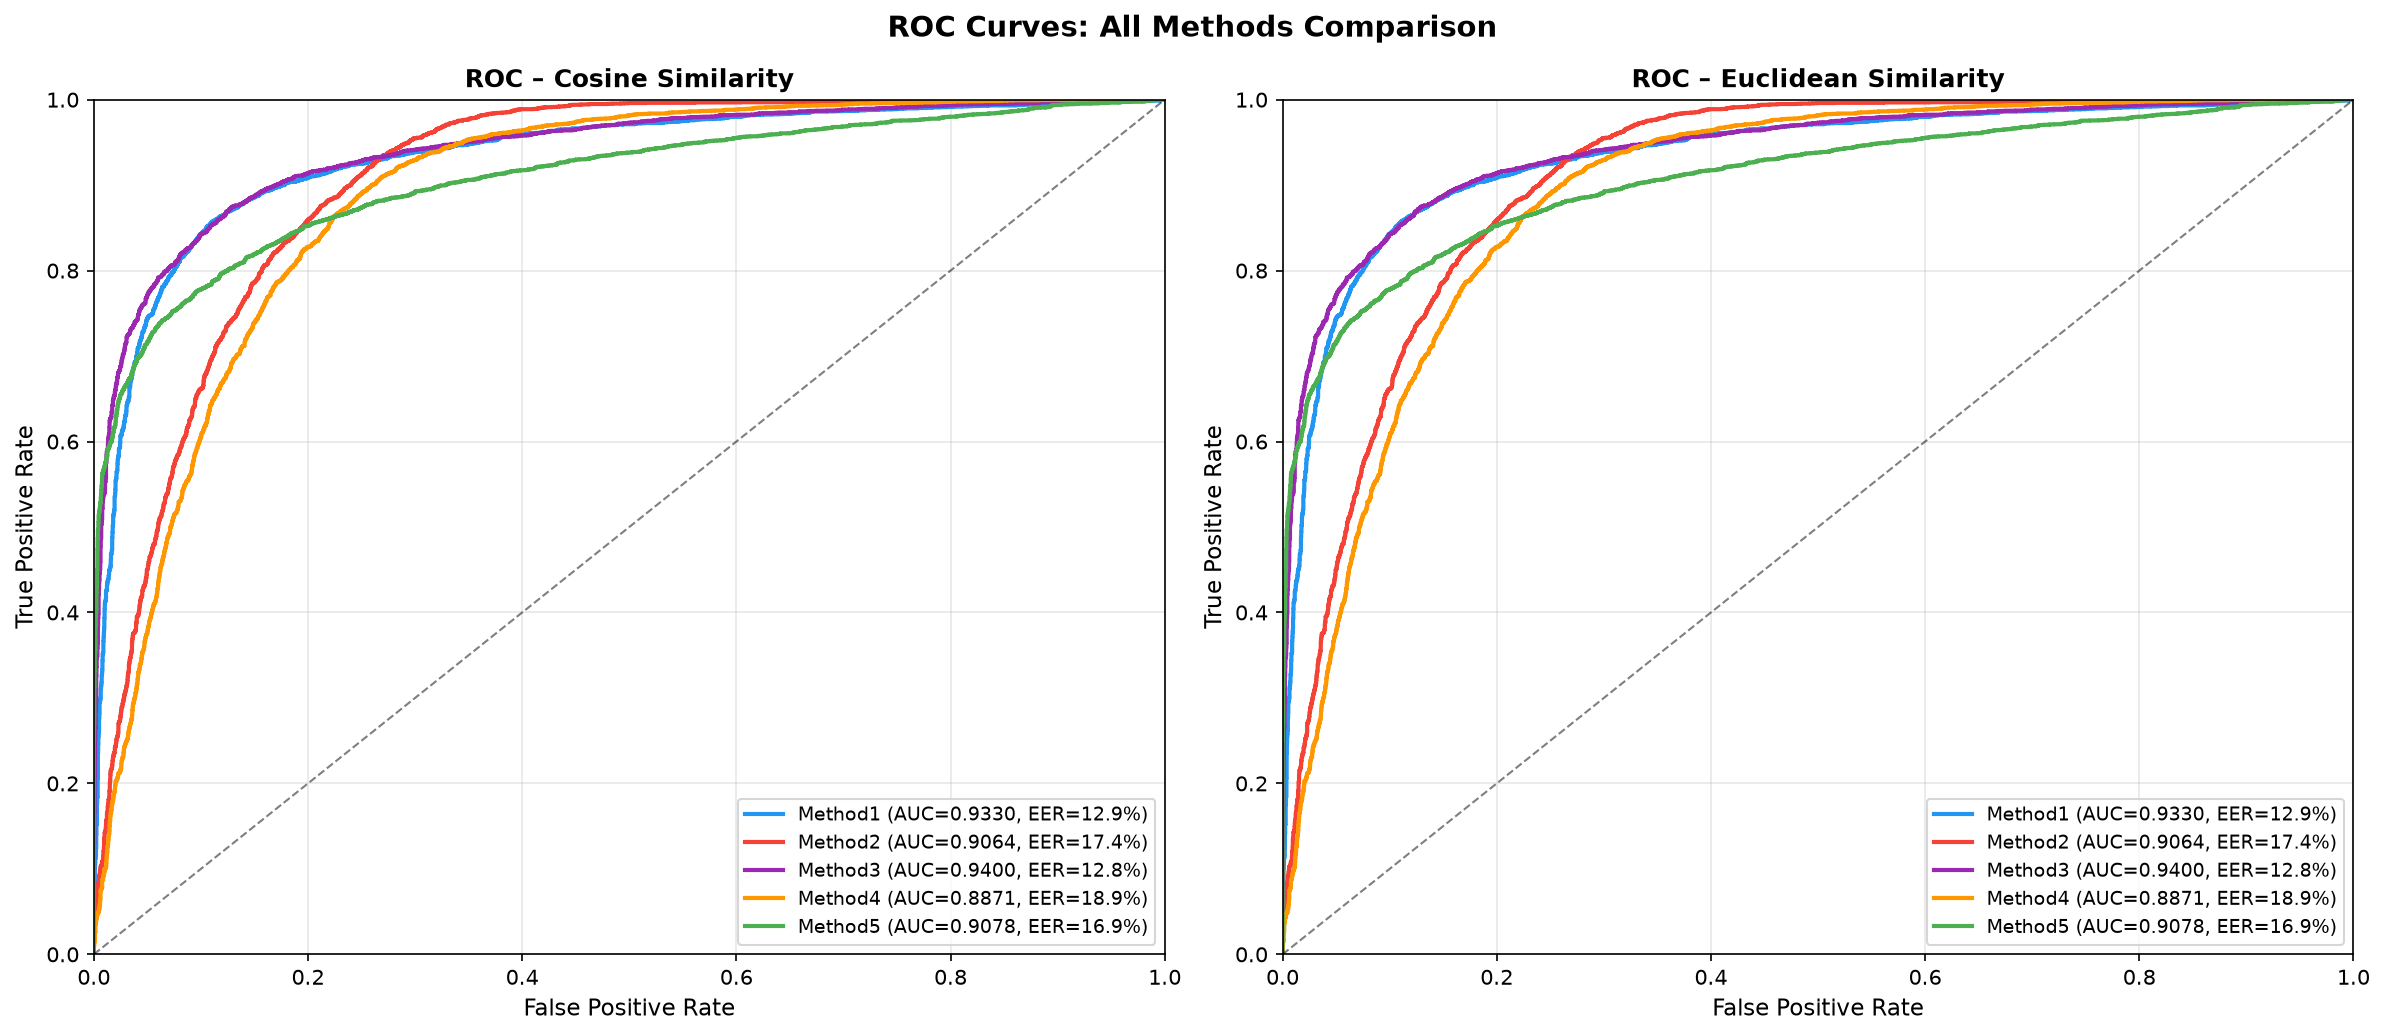 ROC Curves: All Methods Comparison
ROC – Cosine Similarity
True Positive Rate
1.0
0.8
0.6
0.4
0.2
0.0
0.0 0.2 0.4 0.6 0.8 1.0
False Positive Rate
Method1 (AUC=0.9330, EER=12.9%)
Method2 (AUC=0.9064, EER=17.4%)
Method3 (AUC=0.9400, EER=12.8%)
Method4 (AUC=0.8871, EER=18.9%)
Method5 (AUC=0.9078, EER=16.9%)
ROC – Euclidean Similarity
True Positive Rate
1.0
0.8
0.6
0.4
0.2
0.0
0.0 0.2 0.4 0.6 0.8 1.0
False Positive Rate
Method1 (AUC=0.9330, EER=12.9%)
Method2 (AUC=0.9064, EER=17.4%)
Method3 (AUC=0.9400, EER=12.8%)
Method4 (AUC=0.8871, EER=18.9%)
Method5 (AUC=0.9078, EER=16.9%)